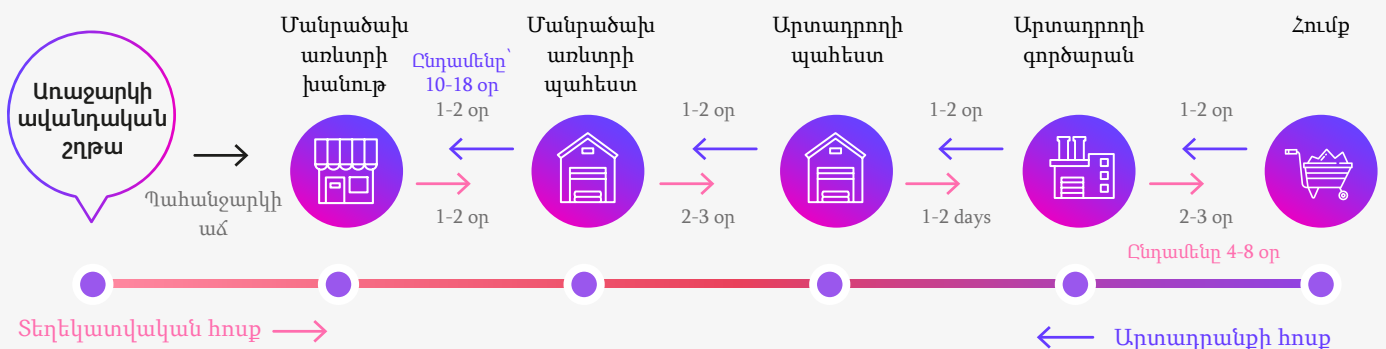 Առաջարկի
ավանդական
շղթա
Պահանջարկի
աճ
Մանրածախ
առևտրի
խանութ
Ընդամենը՝
10-18 օր
1-2 օր
1-2 օր
Մանրածախ
առևտրի
պահեստ
1-2 օր
2-3 օր
Արտադրողի
պահեստ
1-2 օր
1-2 days
Արտադրողի
գործարան
1-2 օր
2-3 օր
Ընդամենը 4-8 օր
Հումք
Տեղեկատվական հոսք
Արտադրանքի հոսք